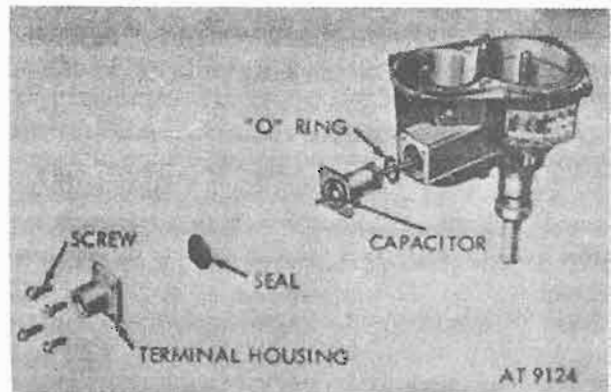 "O" RING
CAPACITOR
SCREW
SEAL
TERMINAL HOUSING
AT 9124